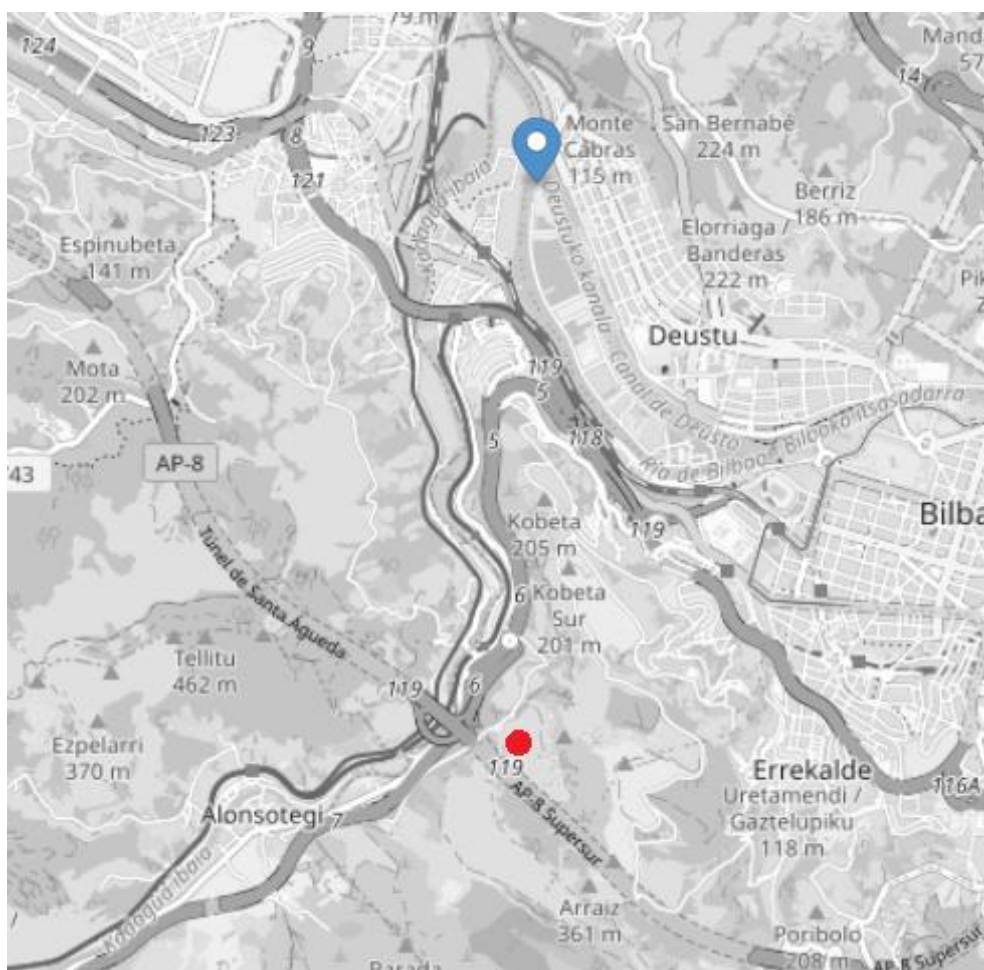 79 m
124
9
123
8
121
14
Mand
57
Monte
Cabras
115 m
San Bernabé
224 m
Berriz
186 m
Kadagua ibaia
Deustuko kanala Canal de Deusto
Elorriaga /
Banderas
222 m
Espinubeta
141 m
Deustu
Mota
202 m
119
5
5
118
Ría de Bilbao / Bilboko itsasadarra
AP-8
43
Kobeta
205 m
119
Bilba
Túnel de Santa Águeda
6
Kobeta
Sur
201 m
Tellitu
462 m
119
6
Ezpelarri
370 m
119
AP-8 Supersur
Errekalde
116A
Uretamendi /
Gaztelupiku
118 m
Alonsotegi
7
Kadagua ibaia
Arraiz
361 m
Poribolo
208 m
AP-8 Supersur